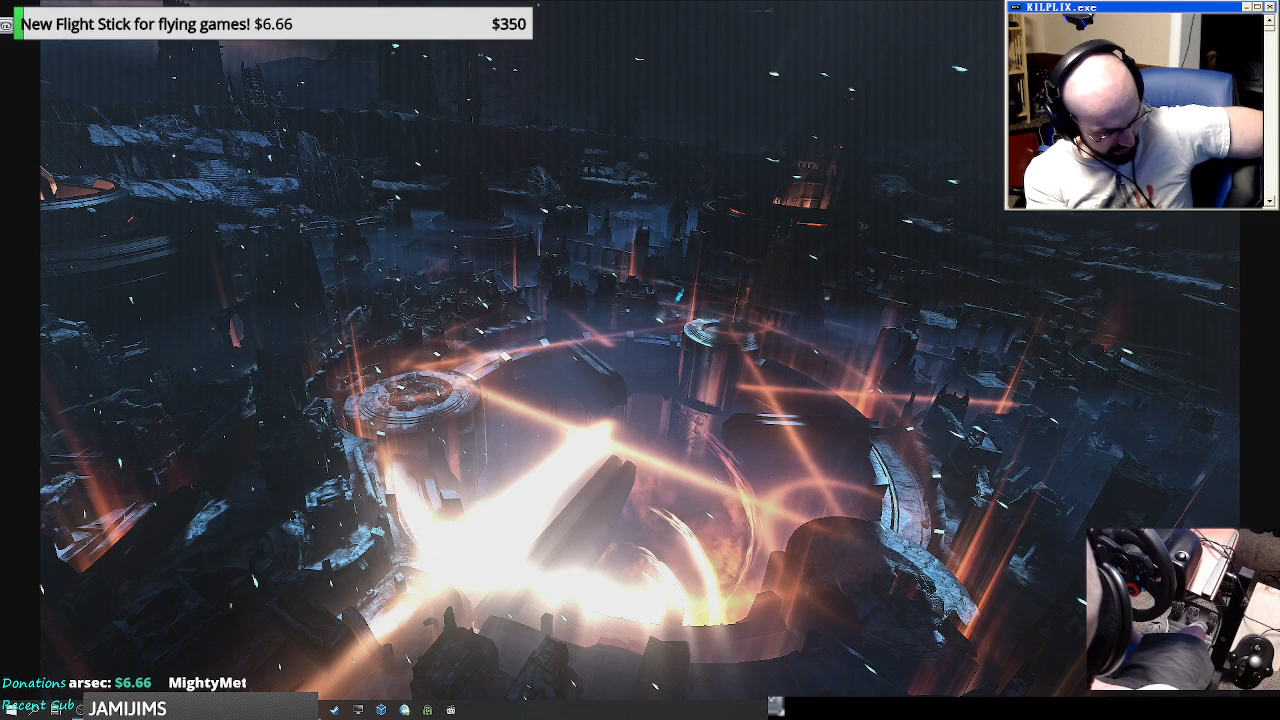 New Flight Stick for flying games! $6.66 $350
KILPLIX.exe
Donations arsec: $6.66 MightyMet
Recent Sub
JAMIJIMS